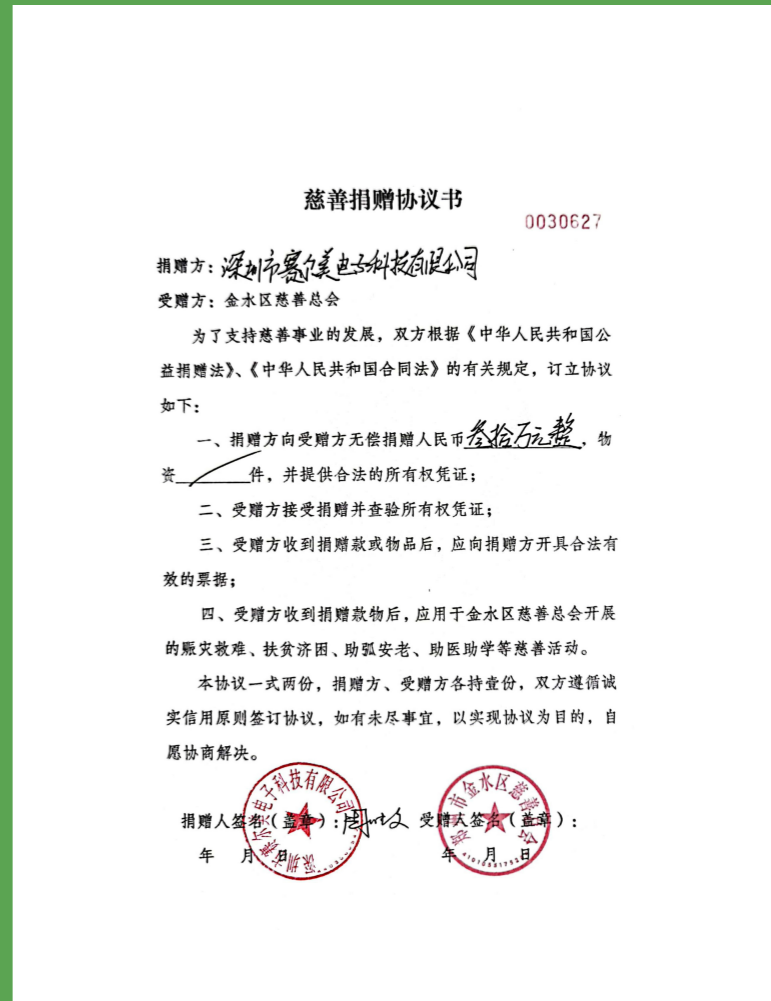 慈善捐赠协议书
0030627
捐赠方：深圳市赛尔美电子科技有限公司
受赠方：金水区慈善总会
为了支持慈善事业的发展，双方根据《中华人民共和国公
益捐赠法》、《中华人民共和国合同法》的有关规定，订立协议
如下：
一、捐赠方向受赠方无偿捐赠人民币叁拾万元整，物
资 件，并提供合法的所有权凭证；
二、受赠方接受捐赠并查验所有权凭证；
三、受赠方收到捐赠款或物品后，应向捐赠方开具合法有
效的票据；
四、受赠方收到捐赠款物后，应用于金水区慈善总会开展
的赈灾救难、扶贫济困、助孤安老、助医助学等慈善活动。
本协议一式两份，捐赠方、受赠方各持壹份，双方遵循诚
实信用原则签订协议，如有未尽事宜，以实现协议为目的，自
愿协商解决。
捐赠人签名（盖章）： 受赠人签名（盖章）：
年 月 日 年 月 日
深圳市赛尔美电子科技有限公司
郑州市金水区慈善总会